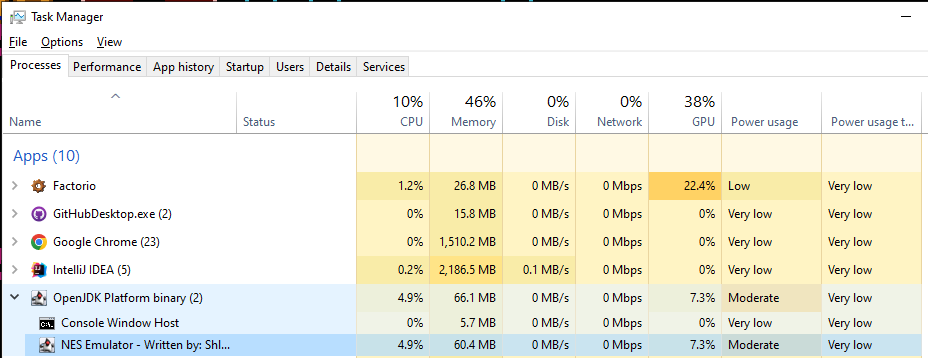 Task Manager
File Options View
Processes Performance App history Startup Users Details Services
10% 46% 0% 0% 38%
Name Status CPU Memory Disk Network GPU Power usage Power usage t...
Apps (10)
Factorio 1.2% 26.8 MB 0 MB/s 0 Mbps 22.4% Low Very low
GitHubDesktop.exe (2) 0% 15.8 MB 0 MB/s 0 Mbps 0% Very low Very low
Google Chrome (23) 0% 1,510.2 MB 0 MB/s 0 Mbps 0% Very low Very low
IntelliJ IDEA (5) 0.2% 2,186.5 MB 0.1 MB/s 0 Mbps 0% Very low Very low
OpenJDK Platform binary (2) 4.9% 66.1 MB 0 MB/s 0 Mbps 7.3% Moderate Very low
Console Window Host 0% 5.7 MB 0 MB/s 0 Mbps 0% Very low Very low
NES Emulator - Written by: Shl... 4.9% 60.4 MB 0 MB/s 0 Mbps 7.3% Moderate Very low